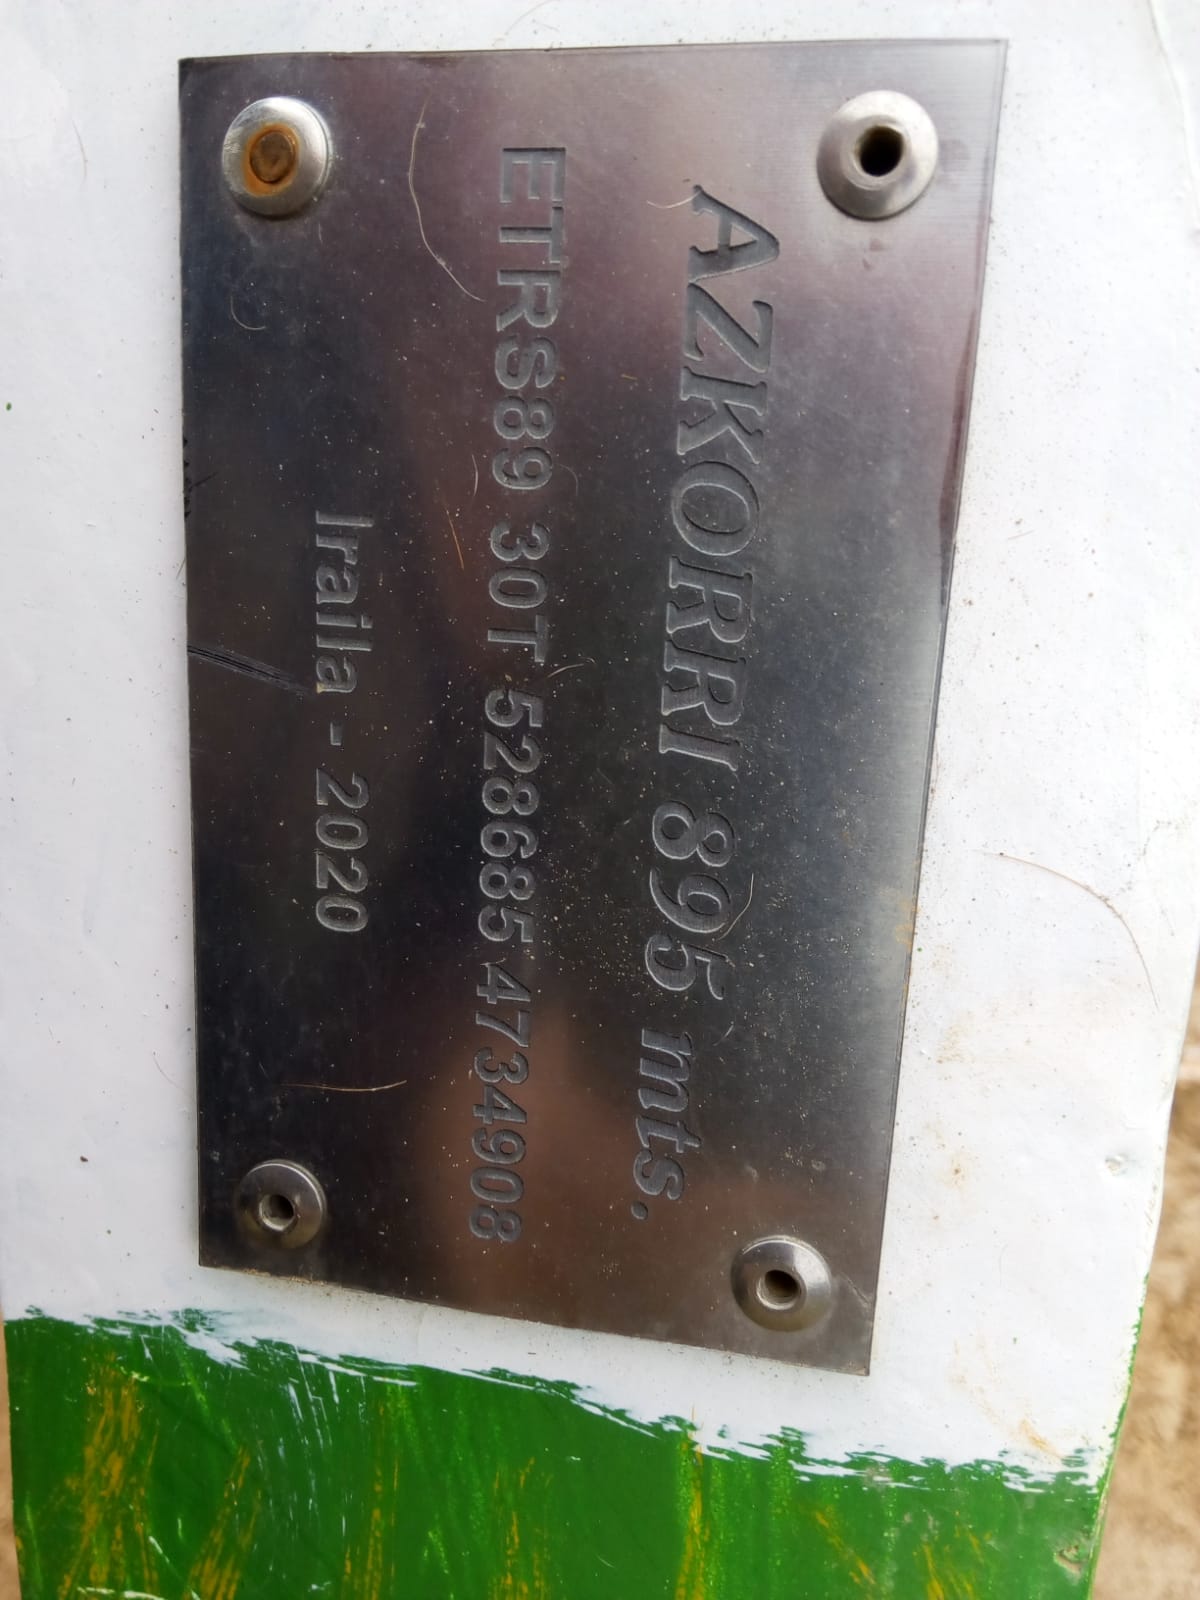 AZKORRI 895 mts.
ETRS89 30T 528685 4734908
Iraila - 2020